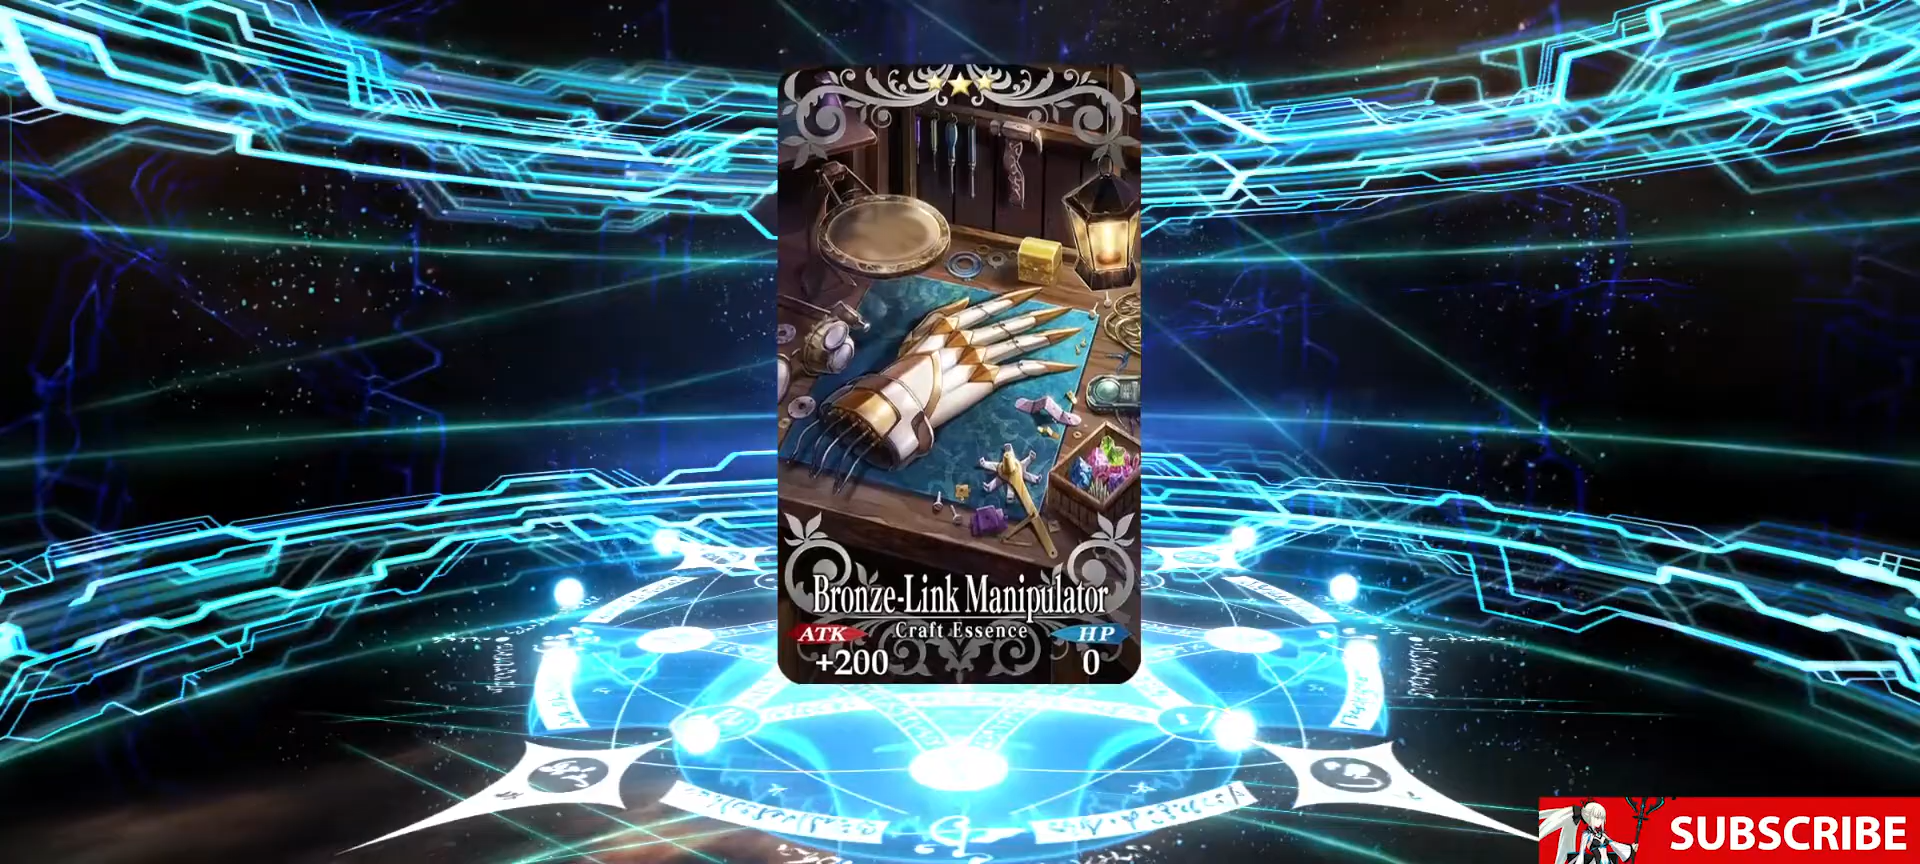 Bronze-Link Manipulator
ATK
Craft Essence
HP
+200
0
SUBSCRIBE